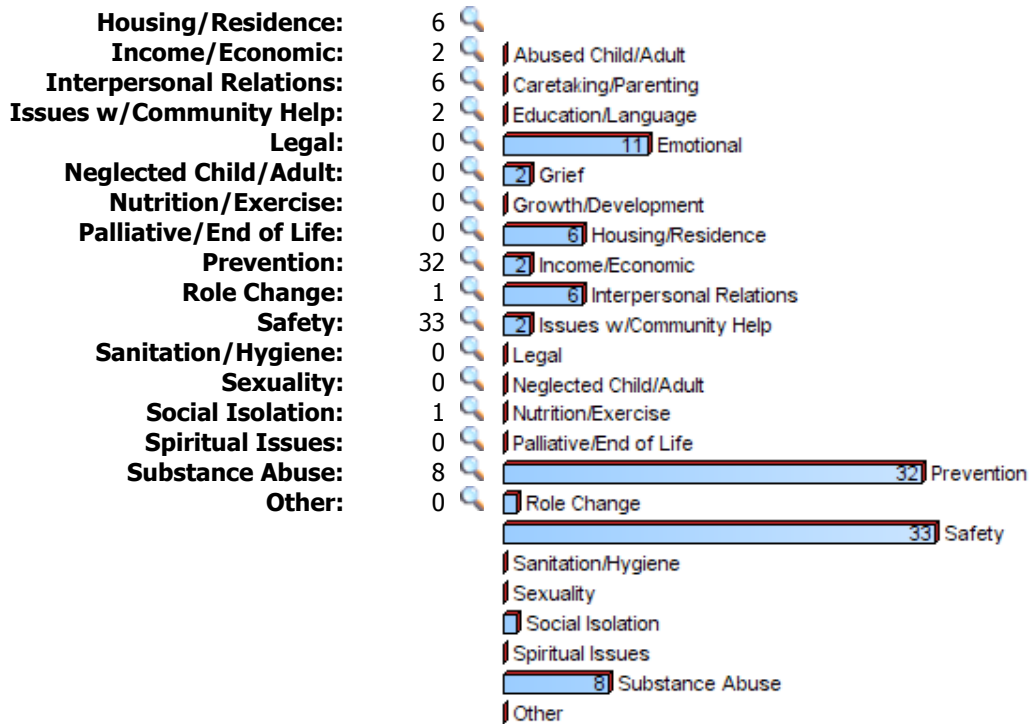 Housing/Residence: 6
Income/Economic: 2
Interpersonal Relations: 6
Issues w/Community Help: 2
Legal: 0
Neglected Child/Adult: 0
Nutrition/Exercise: 0
Palliative/End of Life: 0
Prevention: 32
Role Change: 1
Safety: 33
Sanitation/Hygiene: 0
Sexuality: 0
Social Isolation: 1
Spiritual Issues: 0
Substance Abuse: 8
Other: 0
Abused Child/Adult
Caretaking/Parenting
Education/Language
11 Emotional
2 Grief
Growth/Development
6 Housing/Residence
2 Income/Economic
6 Interpersonal Relations
2 Issues w/Community Help
Legal
Neglected Child/Adult
Nutrition/Exercise
Palliative/End of Life
32 Prevention
Role Change
33 Safety
Sanitation/Hygiene
Sexuality
Social Isolation
Spiritual Issues
8 Substance Abuse
Other